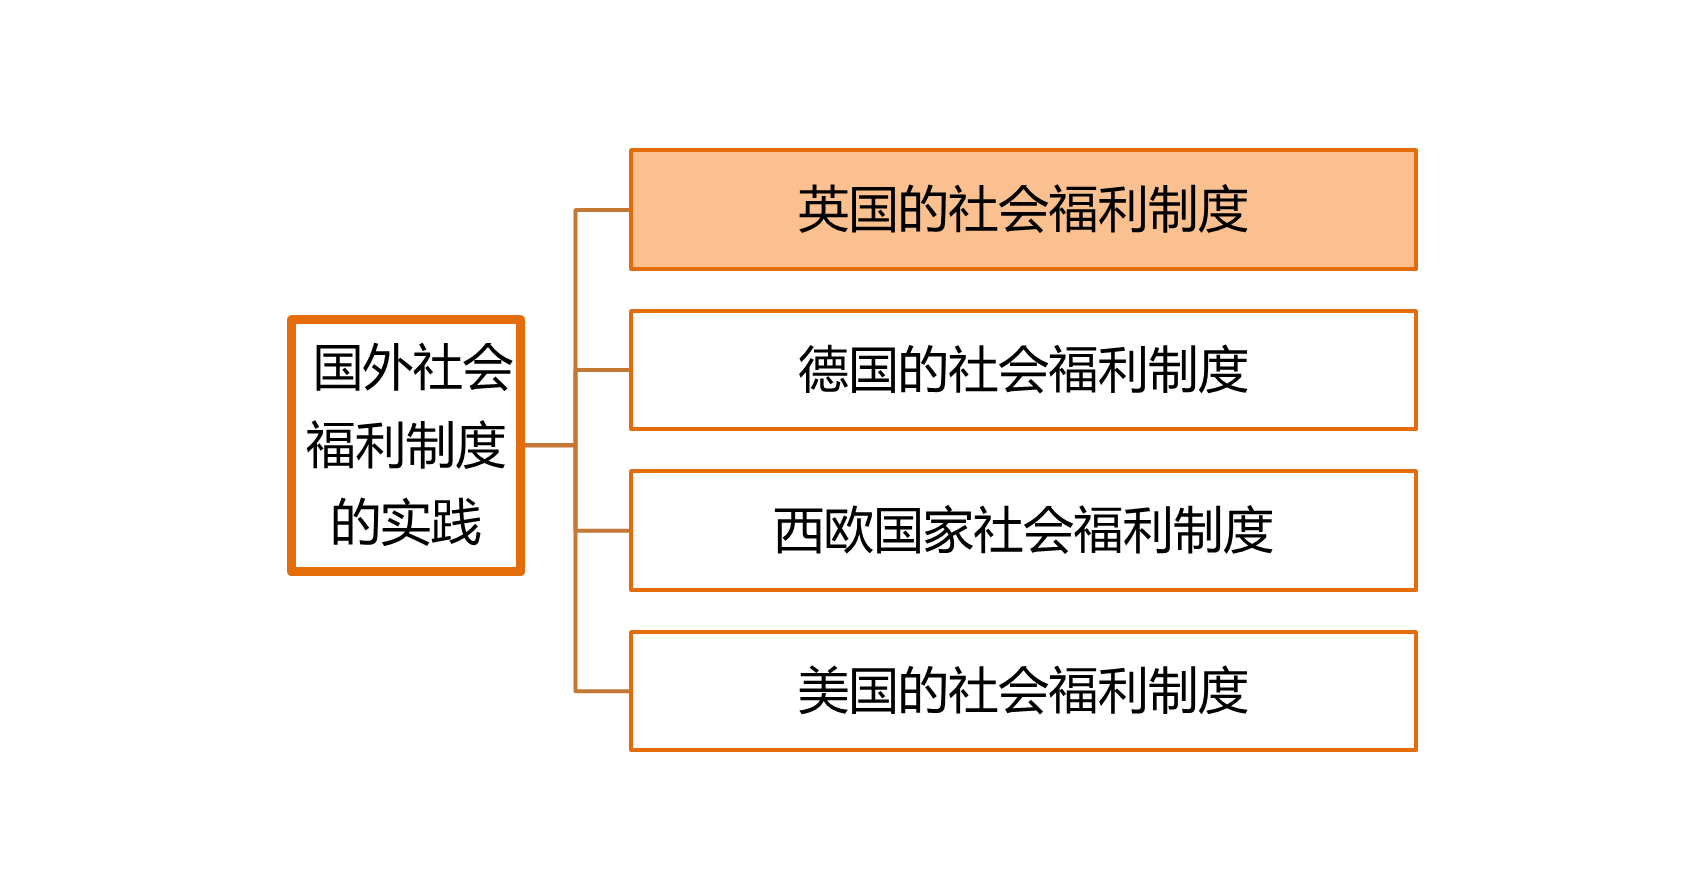 国外社会
福利制度
的实践
英国的社会福利制度
德国的社会福利制度
西欧国家社会福利制度
美国的社会福利制度